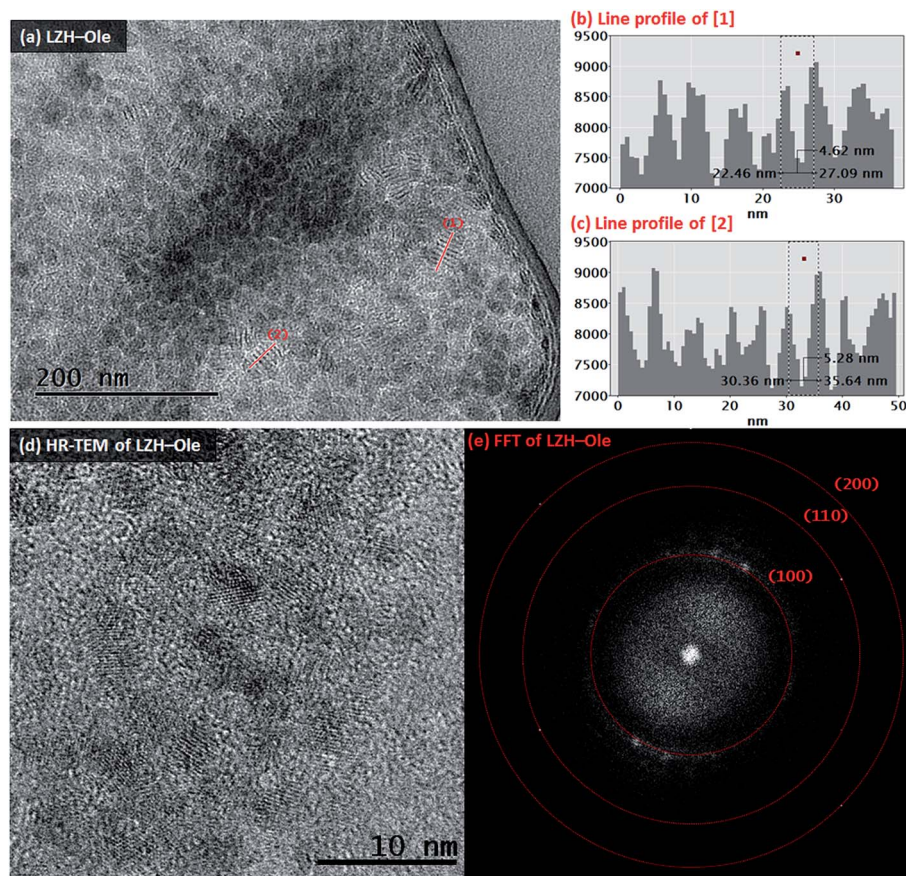 (a) LZH–Ole
(1)
(2)
200 nm
(b) Line profile of [1]
9500
9000
8500
8000
7500
7000
4.62 nm
22.46 nm
27.09 nm
0
10
20
30
nm
(c) Line profile of [2]
9500
9000
8500
8000
7500
7000
5.28 nm
30.36 nm
35.64 nm
0
10
20
30
40
50
nm
(d) HR-TEM of LZH–Ole
10 nm
(e) FFT of LZH–Ole
(200)
(110)
(100)